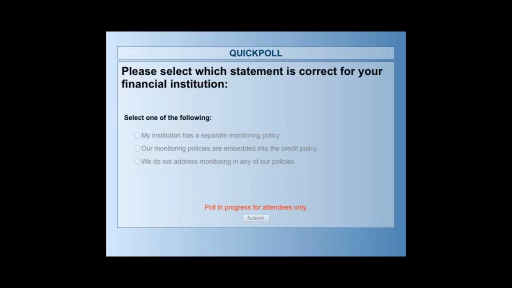 QUICKPOLL
Please select which statement is correct for your
financial institution:
Select one of the following:
My institution has a separate monitoring policy
Our monitoring policies are embedded into the credit policy
We do not address monitoring in any of our policies
Poll in progress for attendees only.
Submit